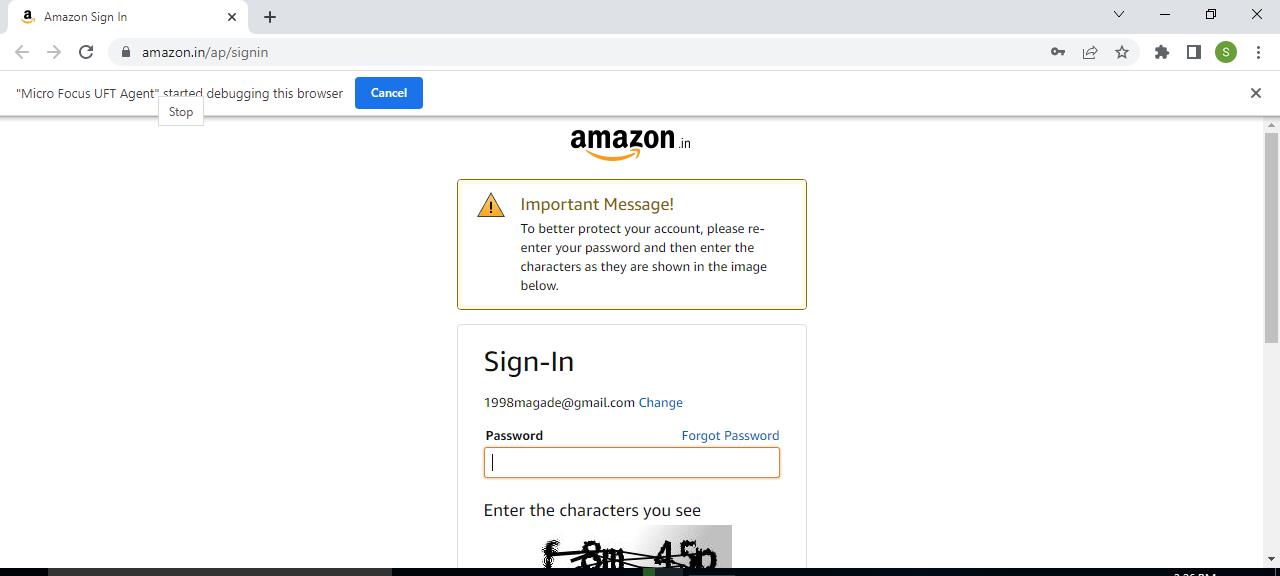 Amazon Sign In
amazon.in/ap/signin
S
"Micro Focus UFT Agent" started debugging this browser
Cancel
Stop
amazon.in
Important Message!
To better protect your account, please re-
enter your password and then enter the
characters as they are shown in the image
below.
Sign-In
1998magade@gmail.com Change
Password
Forgot Password
Enter the characters you see